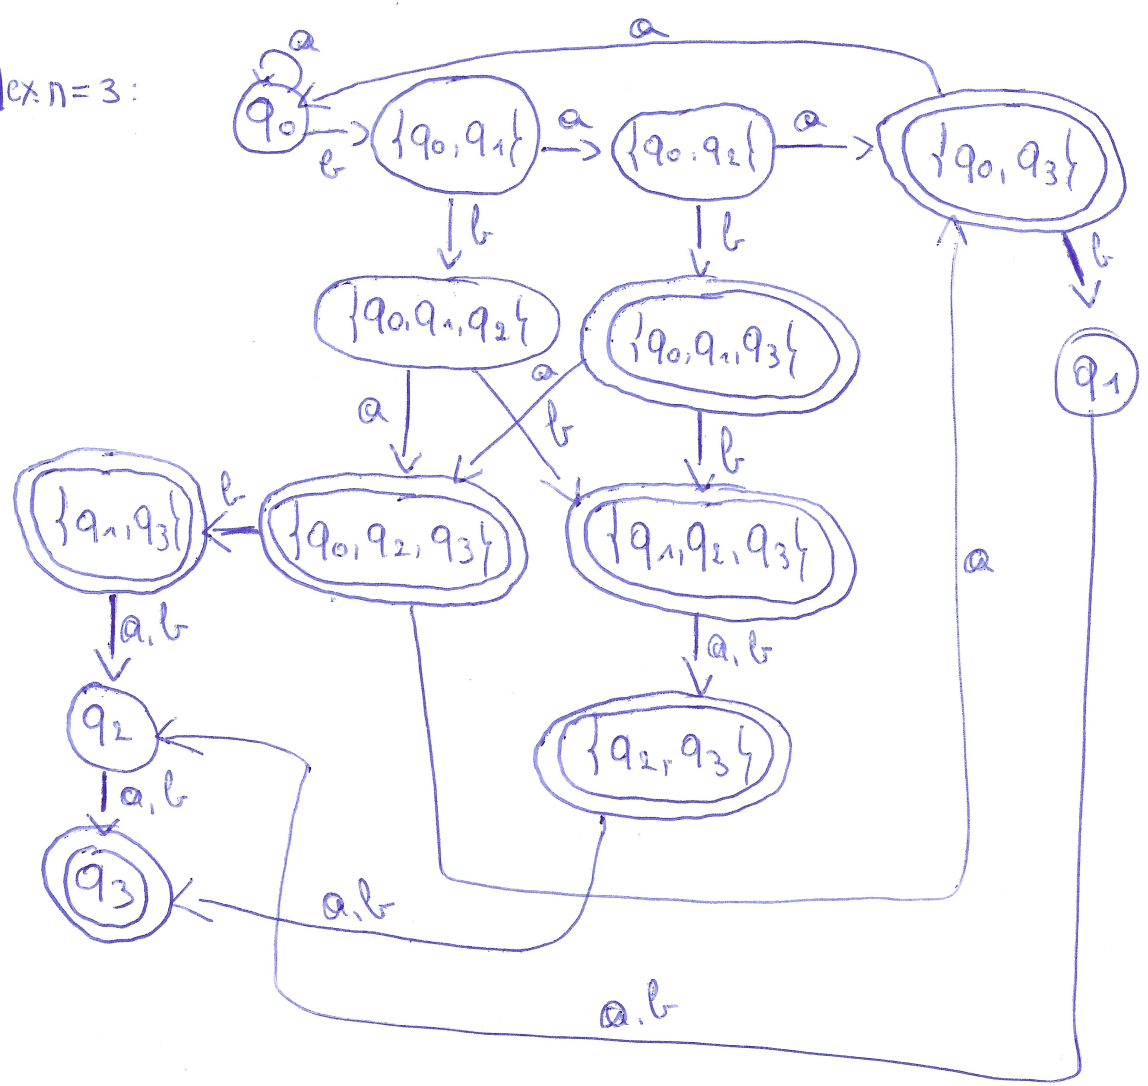 ex. n=3:
a
a
q0
b
{q0,q1}
a
{q0,q2}
a
{q0,q3}
b
b
b
{q0,q1,q2}
{q0,q1,q3}
q1
a
a
b
b
{q1,q3}
b
{q0,q2,q3}
{q1,q2,q3}
a
a,b
a,b
q2
{q2,q3}
a,b
q3
a,b
a,b